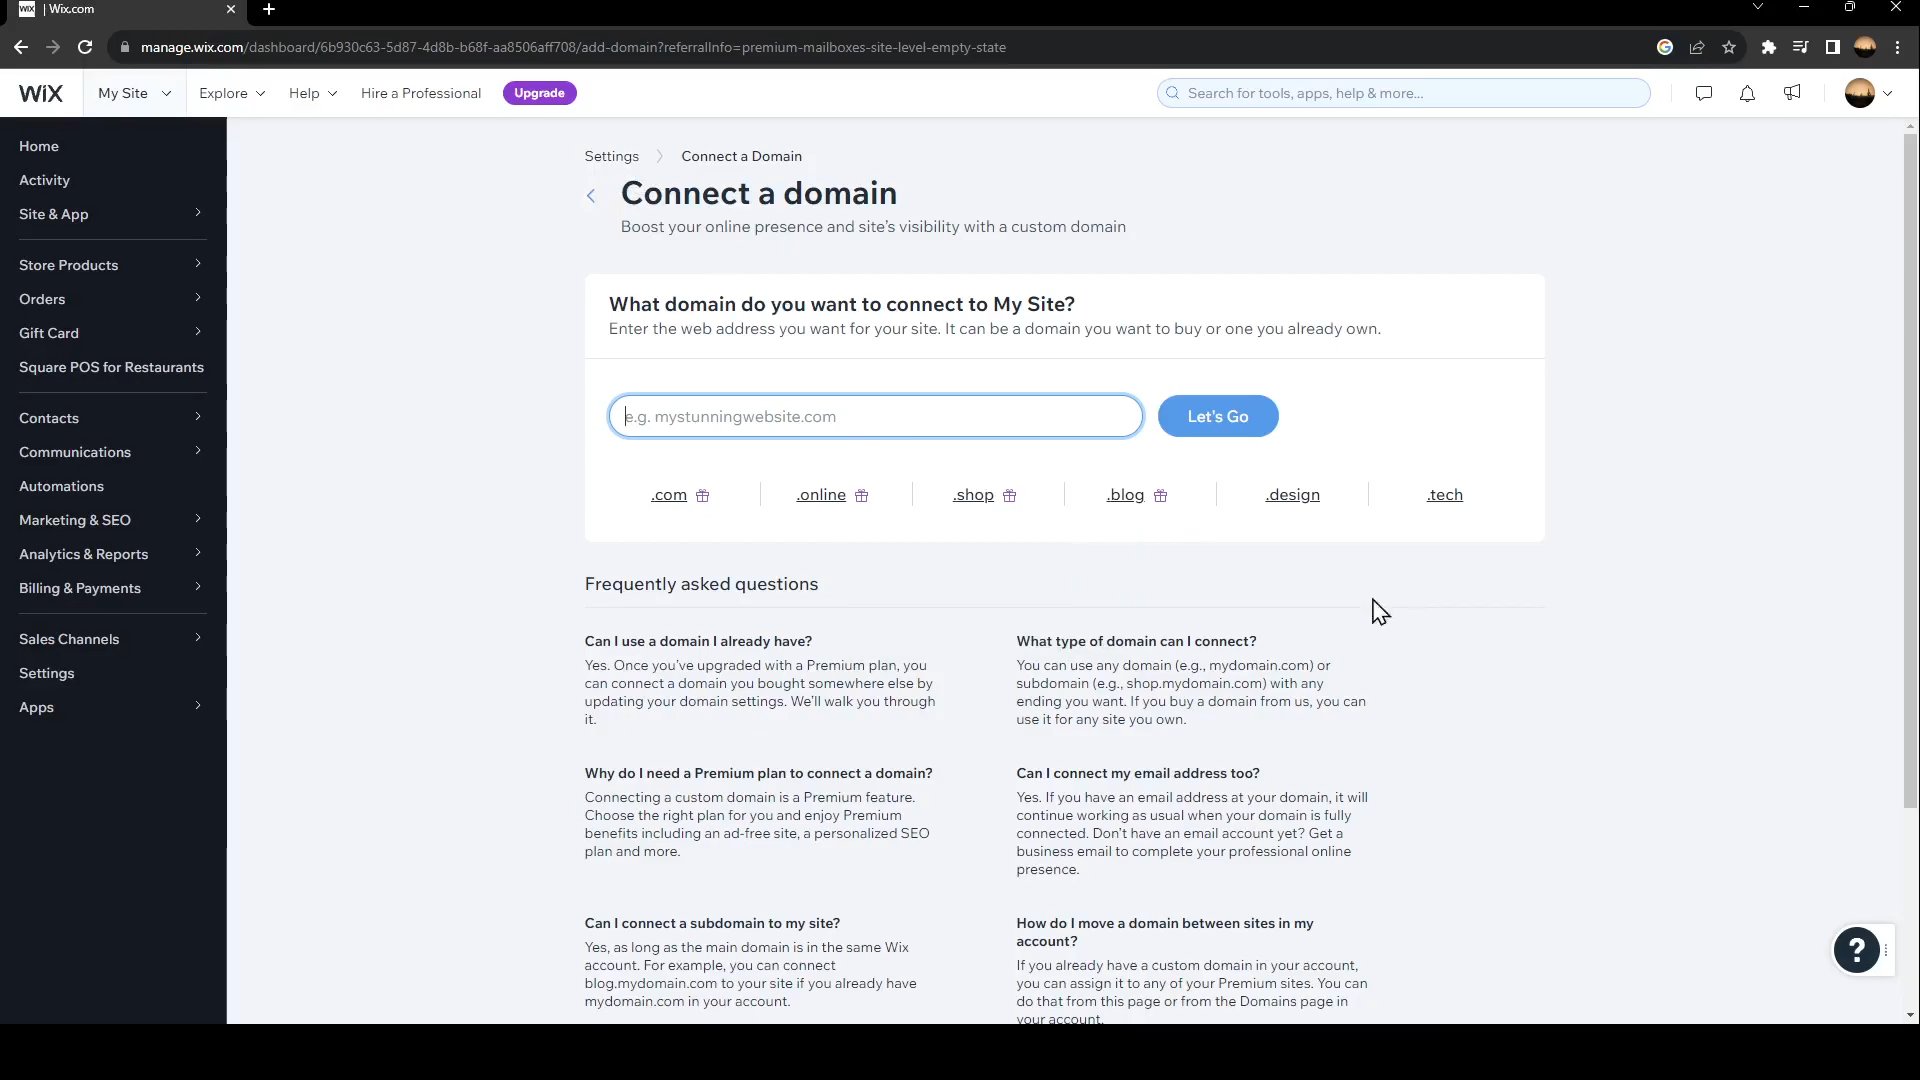 WIX | Wix.com
manage.wix.com/dashboard/6b930c63-5d87-4d8b-b68f-aa8506aff708/add-domain?referralInfo=premium-mailboxes-site-level-empty-state
WIX My Site Explore Help Hire a Professional Upgrade Search for tools, apps, help & more...
Home
Activity
Site & App
Store Products
Orders
Gift Card
Square POS for Restaurants
Contacts
Communications
Automations
Marketing & SEO
Analytics & Reports
Billing & Payments
Sales Channels
Settings
Apps
Settings Connect a Domain
Connect a domain
Boost your online presence and site's visibility with a custom domain
What domain do you want to connect to My Site?
Enter the web address you want for your site. It can be a domain you want to buy or one you already own.
e.g. mystunningwebsite.com Let's Go
.com .online .shop .blog .design .tech
Frequently asked questions
Can I use a domain I already have?
Yes. Once you've upgraded with a Premium plan, you
can connect a domain you bought somewhere else by
updating your domain settings. We'll walk you through
it.
What type of domain can I connect?
You can use any domain (e.g., mydomain.com) or
subdomain (e.g., shop.mydomain.com) with any
ending you want. If you buy a domain from us, you can
use it for any site you own.
Why do I need a Premium plan to connect a domain?
Connecting a custom domain is a Premium feature.
Choose the right plan for you and enjoy Premium
benefits including an ad-free site, a personalized SEO
plan and more.
Can I connect my email address too?
Yes. If you have an email address at your domain, it will
continue working as usual when your domain is fully
connected. Don't have an email account yet? Get a
business email to complete your professional online
presence.
Can I connect a subdomain to my site?
Yes, as long as the main domain is in the same Wix
account. For example, you can connect
blog.mydomain.com to your site if you already have
mydomain.com in your account.
How do I move a domain between sites in my
account?
If you already have a custom domain in your account,
you can assign it to any of your Premium sites. You can
do that from this page or from the Domains page in
your account.
?